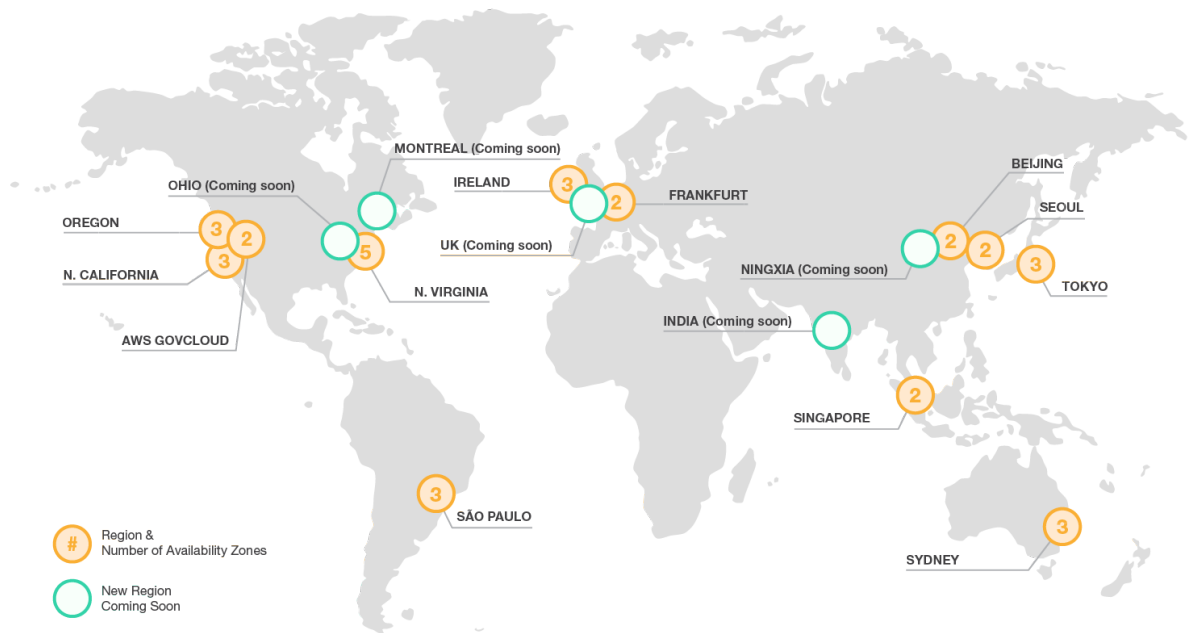 MONTREAL (Coming soon)
BEIJING
OHIO (Coming soon)
IRELAND
3
FRANKFURT
2
SEOUL
OREGON
3
2
UK (Coming soon)
5
2
2
N. CALIFORNIA
3
NINGXIA (Coming soon)
3
TOKYO
N. VIRGINIA
INDIA (Coming soon)
AWS GOVCLOUD
2
SINGAPORE
3
SÃO PAULO
3
SYDNEY
# Region &
Number of Availability Zones
New Region
Coming Soon